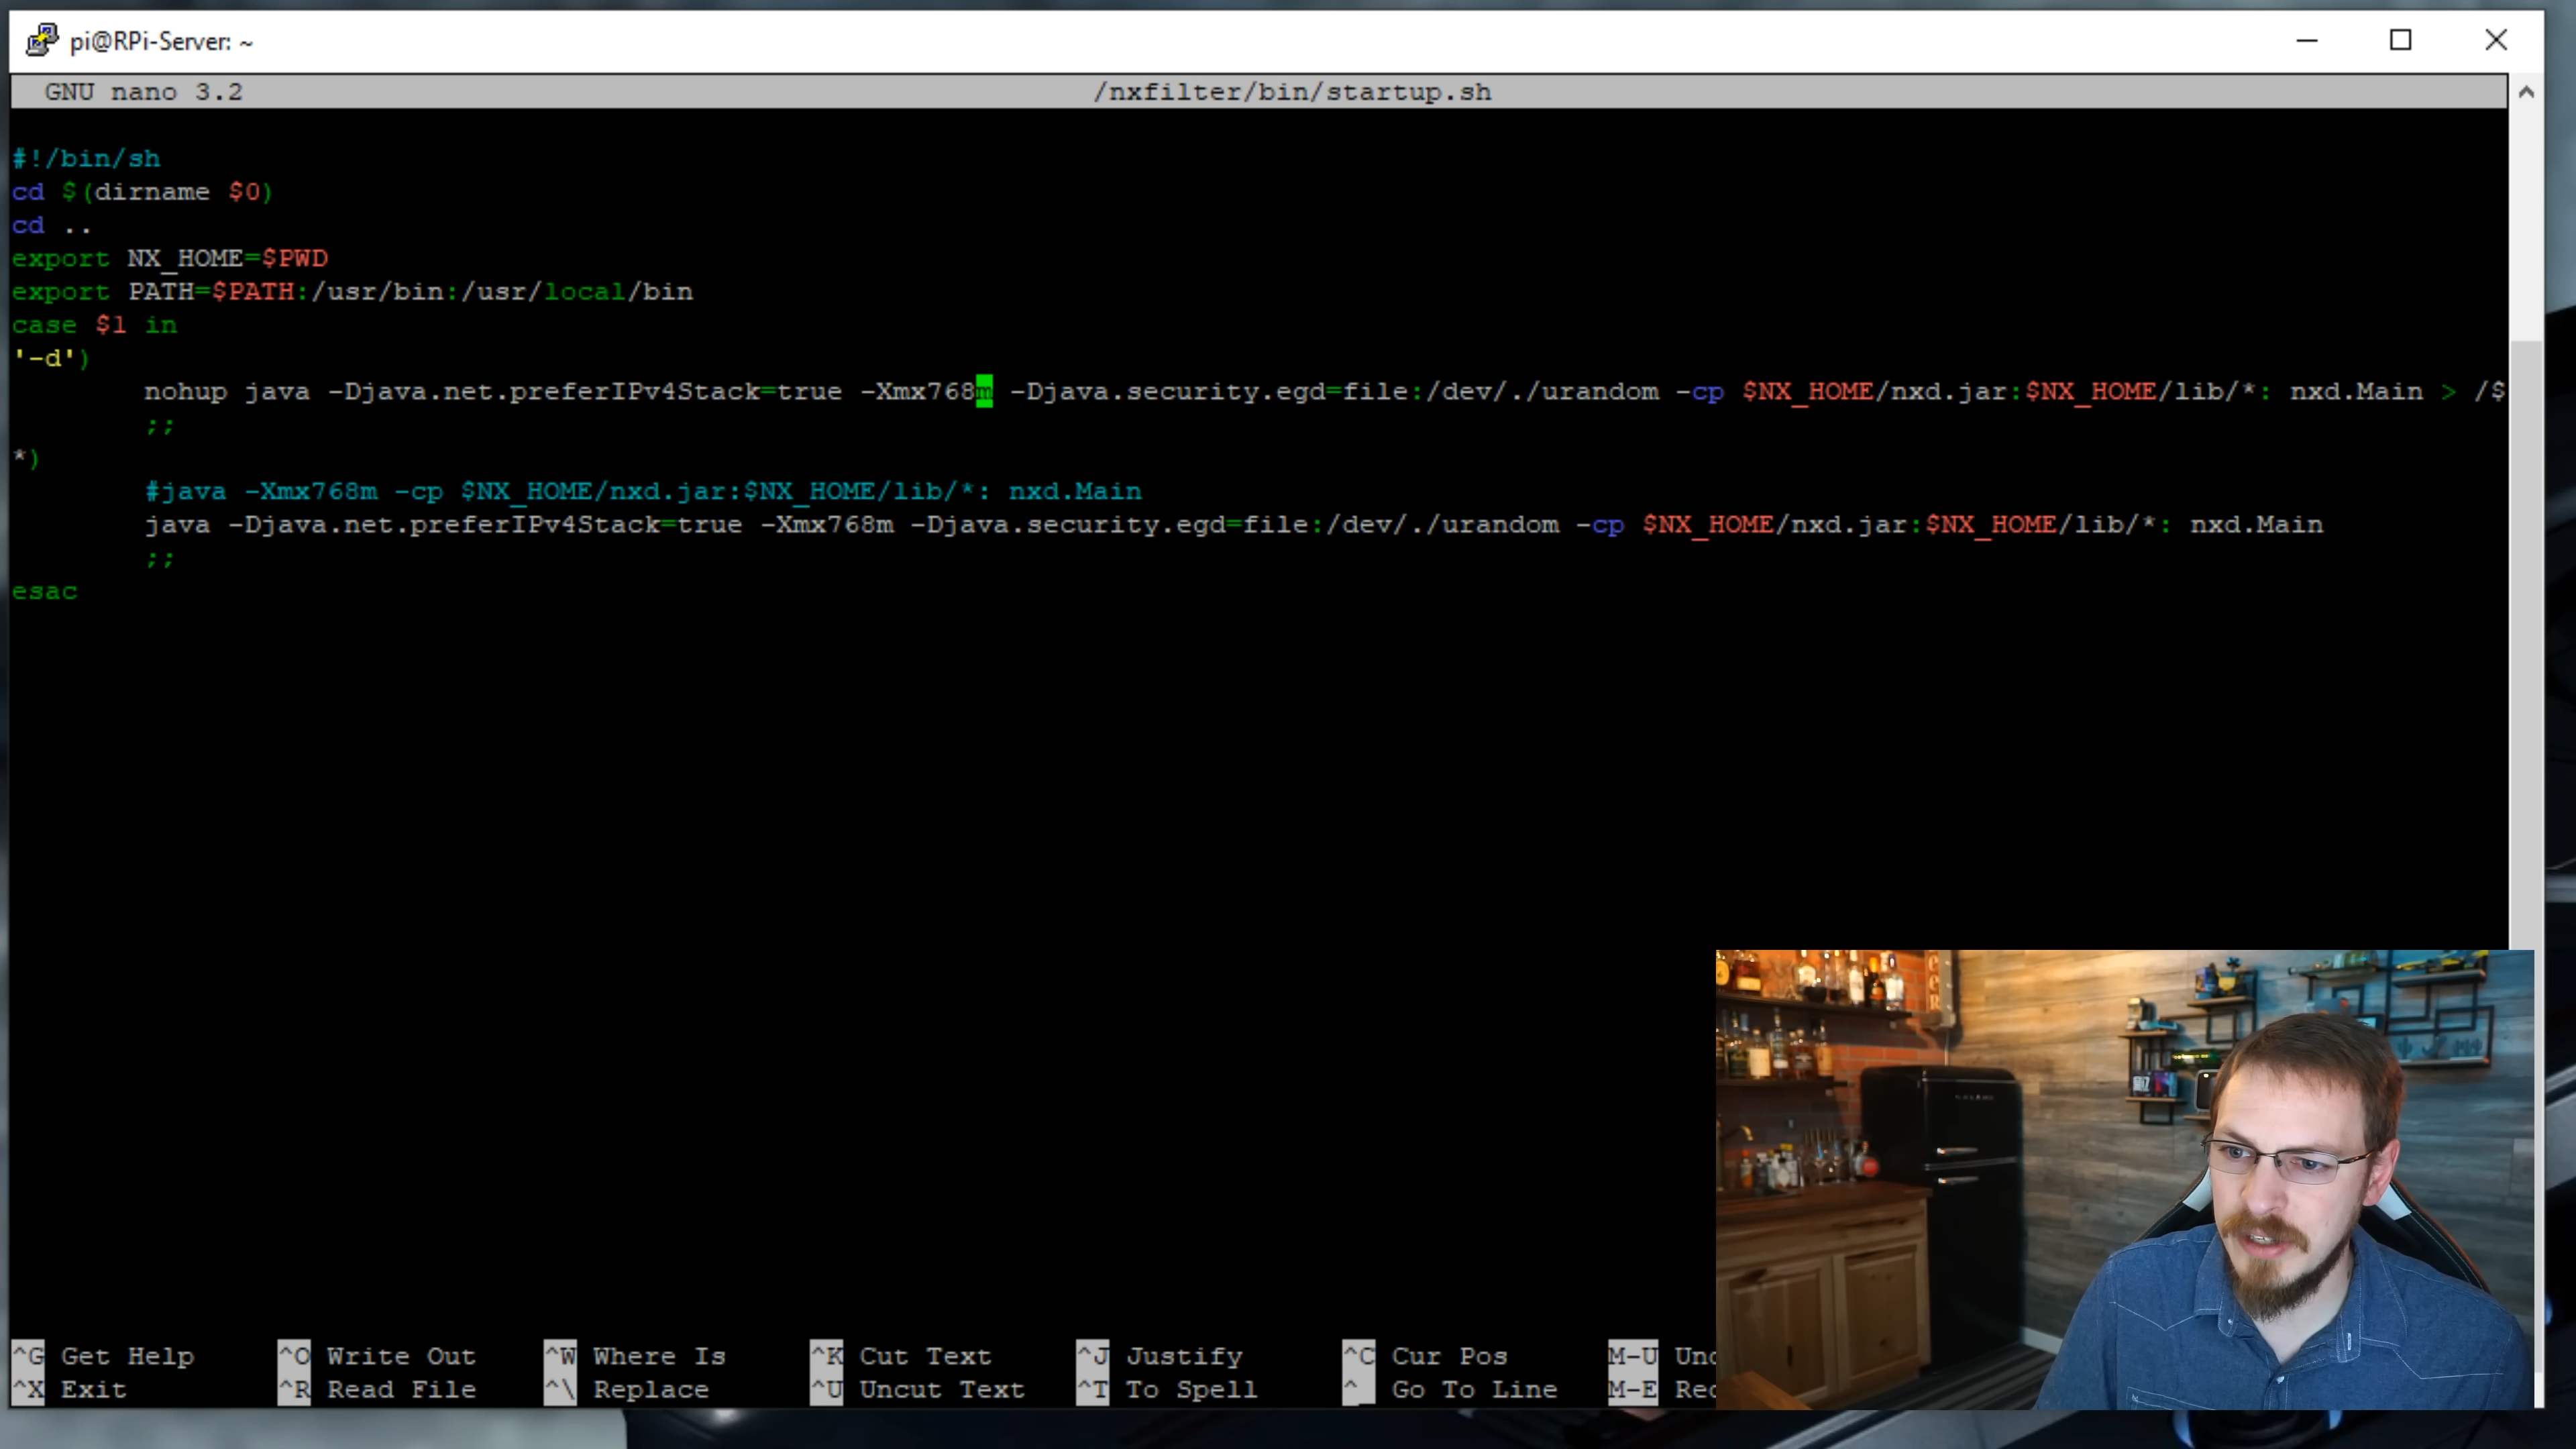 pi@RPi-Server: ~
GNU nano 3.2 /nxfilter/bin/startup.sh
#!/bin/sh
cd $(dirname $0)
cd ..
export NX_HOME=$PWD
export PATH=$PATH:/usr/bin:/usr/local/bin
case $1 in
'-d')
nohup java -Djava.net.preferIPv4Stack=true -Xmx768m -Djava.security.egd=file:/dev/./urandom -cp $NX_HOME/nxd.jar:$NX_HOME/lib/*: nxd.Main > /$
;;
*)
#java -Xmx768m -cp $NX_HOME/nxd.jar:$NX_HOME/lib/*: nxd.Main
java -Djava.net.preferIPv4Stack=true -Xmx768m -Djava.security.egd=file:/dev/./urandom -cp $NX_HOME/nxd.jar:$NX_HOME/lib/*: nxd.Main
;;
esac
^G Get Help ^O Write Out ^W Where Is ^K Cut Text ^J Justify ^C Cur Pos M-U
^X Exit ^R Read File ^\ Replace ^U Uncut Text ^T To Spell ^_ Go To Line M-E